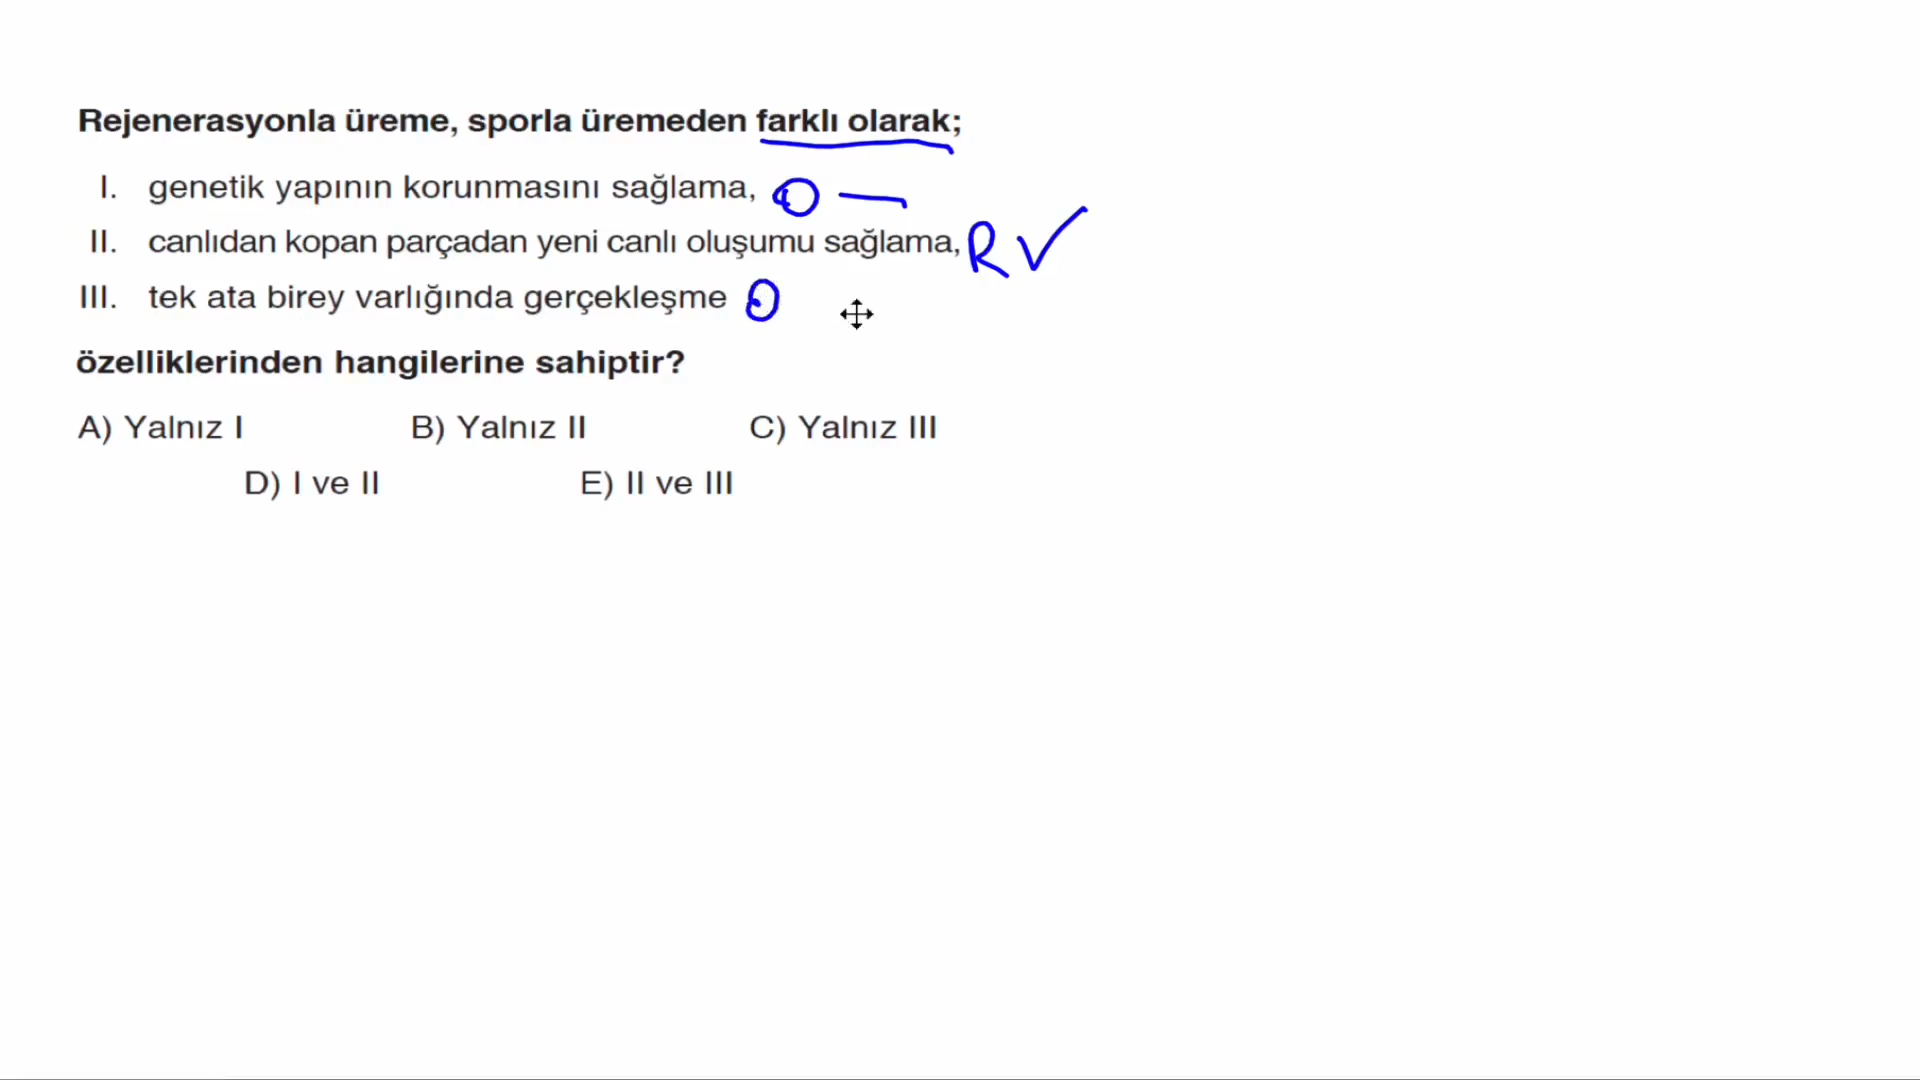 Rejenerasyonla üreme, sporla üremeden farklı olarak;
I. genetik yapının korunmasını sağlama, O —
II. canlıdan kopan parçadan yeni canlı oluşumu sağlama, R ✓
III. tek ata birey varlığında gerçekleşme O
özelliklerinden hangilerine sahiptir?
A) Yalnız I B) Yalnız II C) Yalnız III
D) I ve II E) II ve III